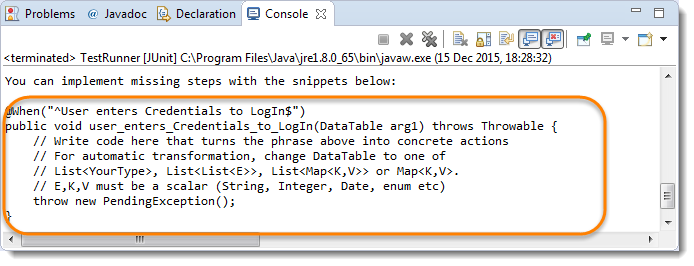 Problems @ Javadoc Declaration Console
<terminated> TestRunner [JUnit] C:\Program Files\Java\jre1.8.0_65\bin\javaw.exe (15 Dec 2015, 18:28:32)
You can implement missing steps with the snippets below:
@When("^User enters Credentials to LogIn$")
public void user_enters_Credentials_to_LogIn(DataTable arg1) throws Throwable {
// Write code here that turns the phrase above into concrete actions
// For automatic transformation, change DataTable to one of
// List<YourType>, List<List<E>>, List<Map<K,V>> or Map<K,V>.
// E,K,V must be a scalar (String, Integer, Date, enum etc)
throw new PendingException();
}